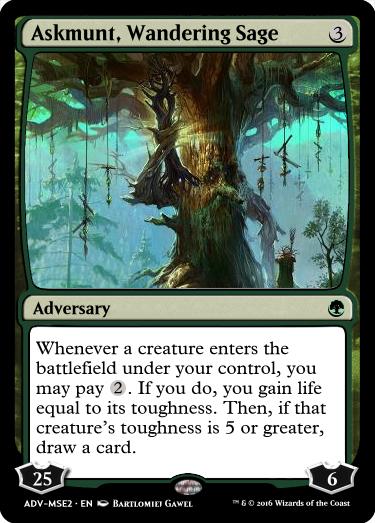 Askmunt, Wandering Sage 3
Adversary
Whenever a creature enters the
battlefield under your control, you
may pay 2. If you do, you gain life
equal to its toughness. Then, if that
creature's toughness is 5 or greater,
draw a card.
25 6
ADV-MSE2 • EN BARTLOMIEJ GAWEL ™ & © 2016 Wizards of the Coast